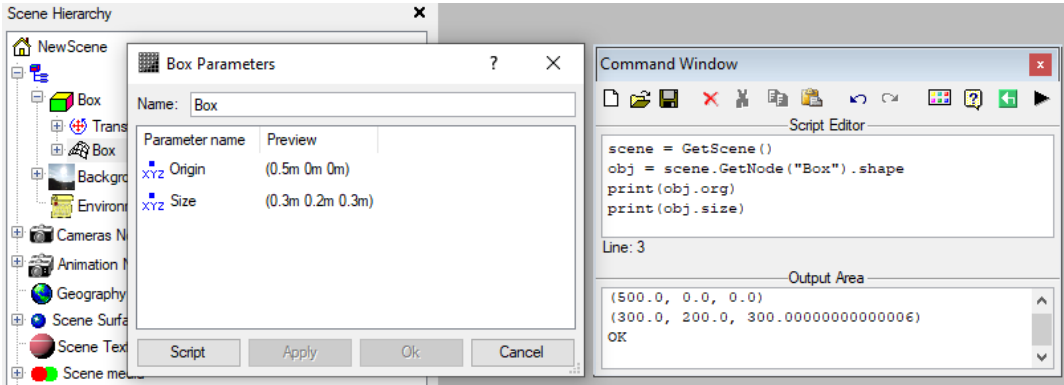 Scene Hierarchy
NewScene
Box
Trans
Box
Backgro
Environ
Cameras N
Animation N
Geography
Scene Surfa
Scene Text
Scene media
Box Parameters
Name: Box
Parameter name Preview
XYZ Origin (0.5m 0m 0m)
XYZ Size (0.3m 0.2m 0.3m)
Script Apply Ok Cancel
Command Window
Script Editor
scene = GetScene()
obj = scene.GetNode("Box").shape
print(obj.org)
print(obj.size)
Line: 3
Output Area
(500.0, 0.0, 0.0)
(300.0, 200.0, 300.00000000000006)
OK